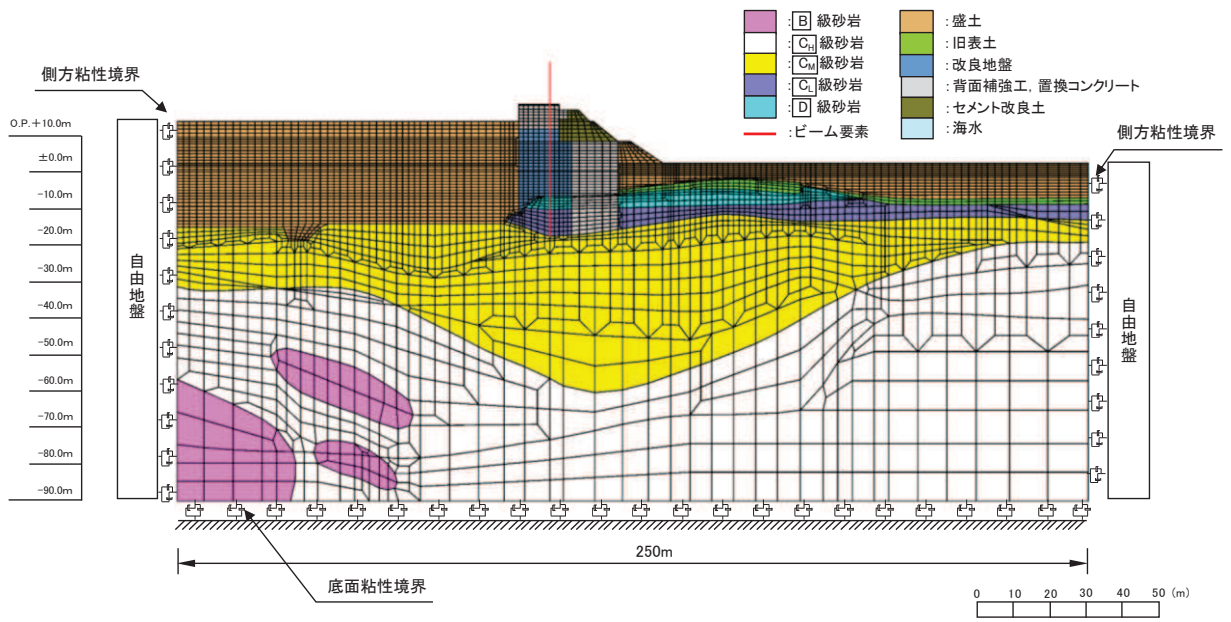 B 級砂岩
CH 級砂岩
CM 級砂岩
CL 級砂岩
D 級砂岩
:ビーム要素
:盛土
:旧表土
:改良地盤
:背面補強工, 置換コンクリート
:セメント改良土
:海水
側方粘性境界
側方粘性境界
O.P.+10.0m
±0.0m
-10.0m
-20.0m
-30.0m
-40.0m
-50.0m
-60.0m
-70.0m
-80.0m
-90.0m
自由地盤
自由地盤
250m
底面粘性境界
0 10 20 30 40 50 (m)